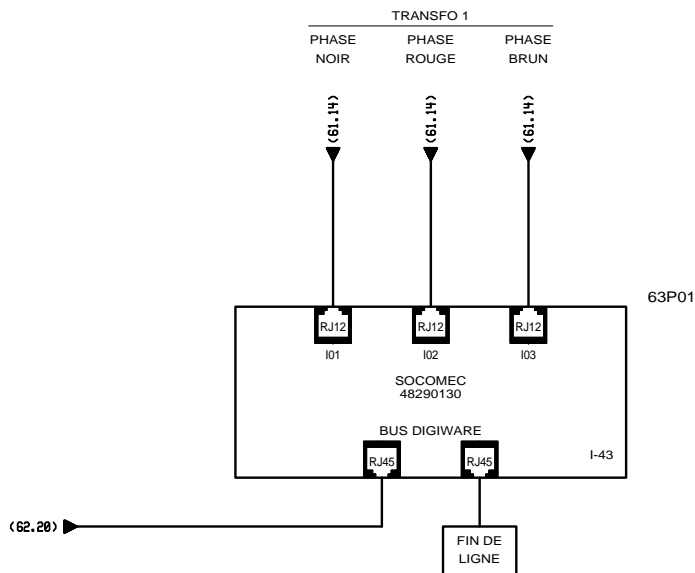 TRANSFO 1
PHASE NOIR
PHASE ROUGE
PHASE BRUN
(61.14)
(61.14)
(61.14)
63P01
RJ12
RJ12
RJ12
I01
I02
I03
SOCOMEC
48290130
BUS DIGIWARE
I-43
RJ45
RJ45
(62.20)
FIN DE
LIGNE